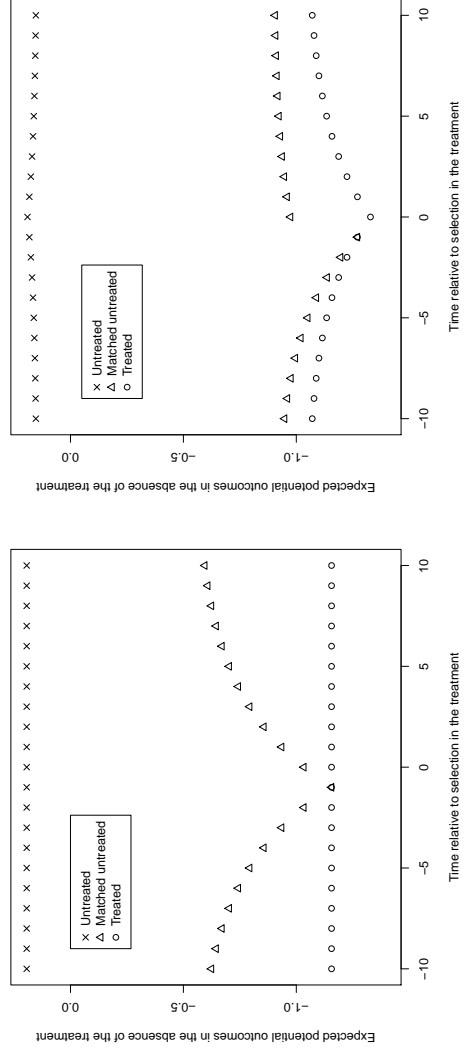 Expected potential outcomes in the absence of the treatment
0.0
−0.5
−1.0
× Untreated
△ Matched untreated
○ Treated
−10 −5 0 5 10
Time relative to selection in the treatment
Expected potential outcomes in the absence of the treatment
0.0
−0.5
−1.0
× Untreated
△ Matched untreated
○ Treated
−10 −5 0 5 10
Time relative to selection in the treatment